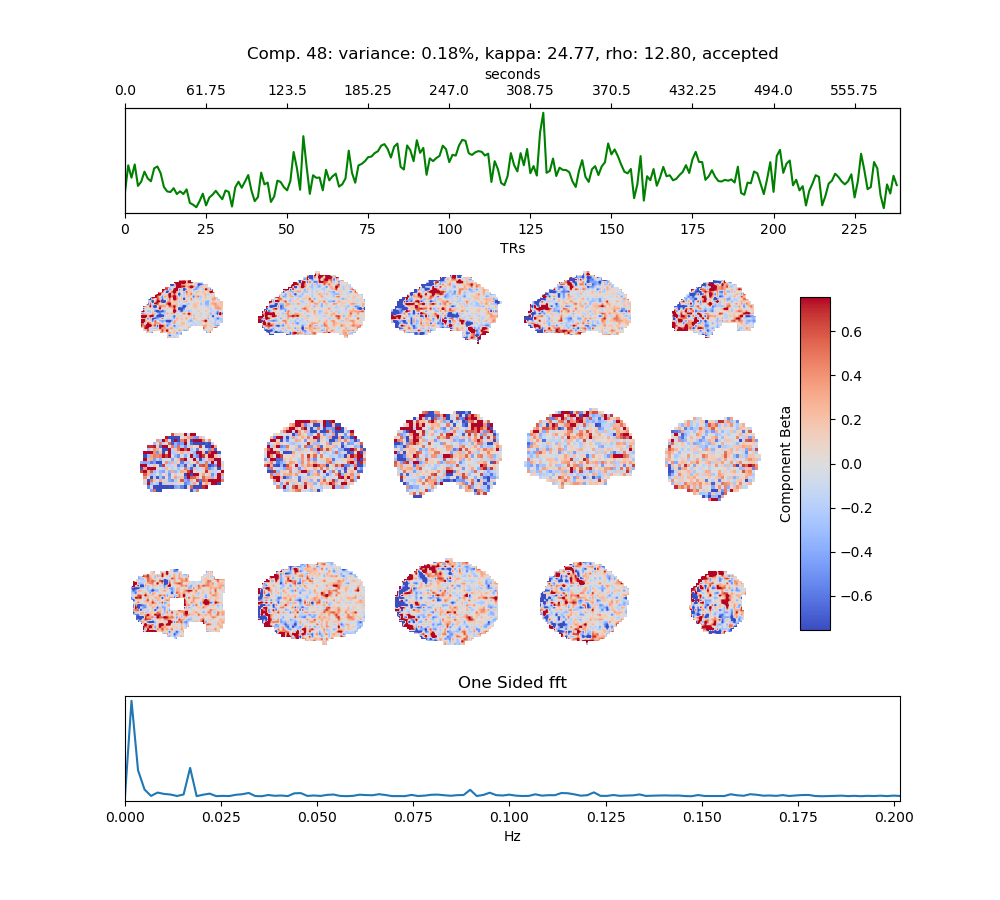 Comp. 48: variance: 0.18%, kappa: 24.77, rho: 12.80, accepted
seconds
0.0 61.75 123.5 185.25 247.0 308.75 370.5 432.25 494.0 555.75
0 25 50 75 100 125 150 175 200 225
TRs
0.6
0.4
0.2
0.0
−0.2
−0.4
−0.6
Component Beta
One Sided fft
0.000 0.025 0.050 0.075 0.100 0.125 0.150 0.175 0.200
Hz